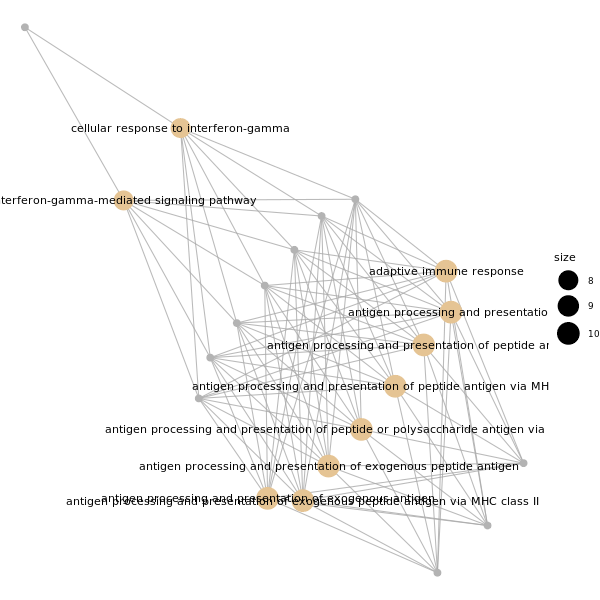 cellular response to interferon-gamma
terferon-gamma-mediated signaling pathway
size
adaptive immune response
8
9
antigen processing and presentatio
10
antigen processing and presentation of peptide ar
antigen processing and presentation of peptide antigen via MH
antigen processing and presentation of peptide or polysaccharide antigen via
antigen processing and presentation of exogenous peptide antigen
antigen processing and presentation of exogenous antigen
antigen processing and presentation of exogenous peptide antigen via MHC class II